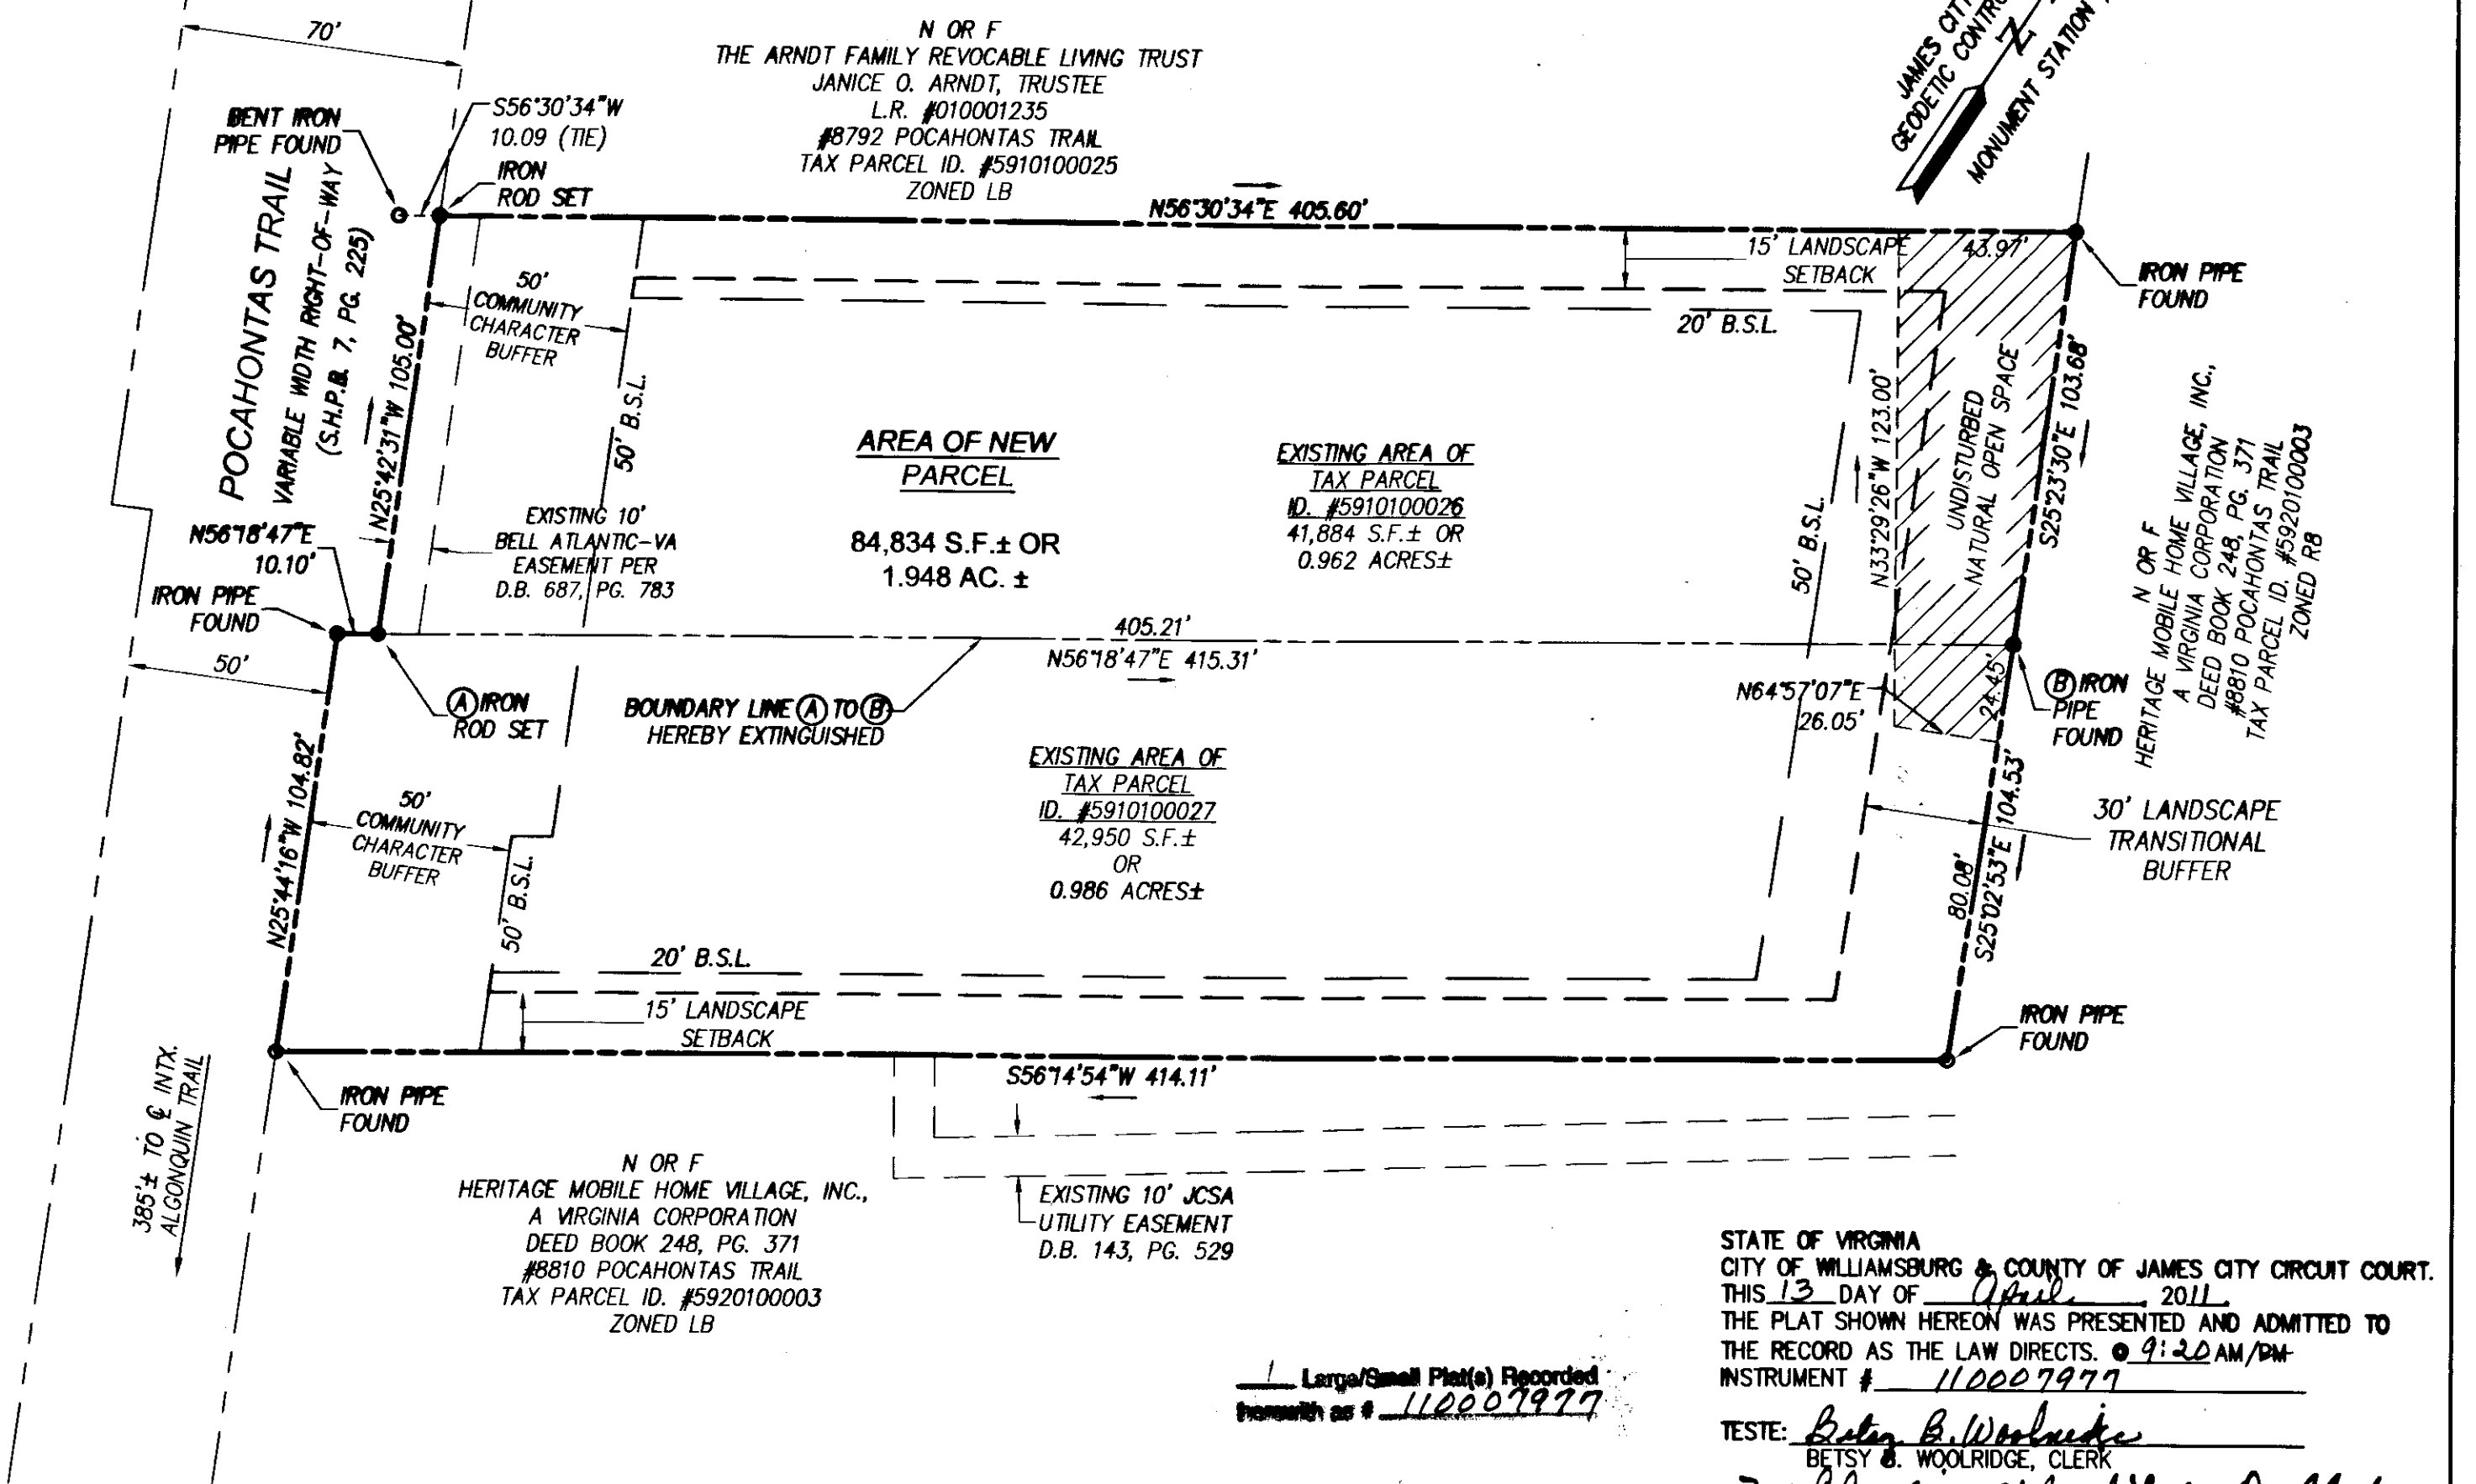 70'
N OR F
THE ARNDT FAMILY REVOCABLE LIVING TRUST
JANICE O. ARNDT, TRUSTEE
L.R. #010001235
#8792 POCAHONTAS TRAIL
TAX PARCEL ID. #5910100025
ZONED LB
JAMES CITY
GEODETIC CONTRO
MONUMENT STATION
N
BENT IRON
PIPE FOUND
S56°30'34"W
10.09 (TIE)
IRON
ROD SET
N56°30'34"E 405.60'
15' LANDSCAPE
SETBACK
43.97'
IRON PIPE
FOUND
POCAHONTAS TRAIL
VARIABLE WIDTH RIGHT-OF-WAY
(S.H.P.B. 7, PG. 225)
N25°42'31"W 105.00'
50'
COMMUNITY
CHARACTER
BUFFER
50' B.S.L.
20' B.S.L.
AREA OF NEW
PARCEL
84,834 S.F.± OR
1.948 AC. ±
EXISTING AREA OF
TAX PARCEL
ID. #5910100026
41,884 S.F.± OR
0.962 ACRES±
50' B.S.L.
N33°29'26"W 123.00'
UNDISTURBED
NATURAL OPEN SPACE
S25°23'30"E 103.68'
N OR F
HERITAGE MOBILE HOME VILLAGE, INC.,
A VIRGINIA CORPORATION
DEED BOOK 248, PG. 371
#8810 POCAHONTAS TRAIL
TAX PARCEL ID. #5920100003
ZONED R8
N56°18'47"E
10.10'
EXISTING 10'
BELL ATLANTIC-VA
EASEMENT PER
D.B. 687, PG. 783
IRON PIPE
FOUND
50'
405.21'
N56°18'47"E 415.31'
A IRON
ROD SET
BOUNDARY LINE A TO B
HEREBY EXTINGUISHED
N64°57'07"E
26.05'
24.45'
B IRON
PIPE
FOUND
N25°44'16"W 104.82'
50'
COMMUNITY
CHARACTER
BUFFER
50' B.S.L.
EXISTING AREA OF
TAX PARCEL
ID. #5910100027
42,950 S.F.±
OR
0.986 ACRES±
30' LANDSCAPE
TRANSITIONAL
BUFFER
80.08'
S25°02'53"E 104.53'
20' B.S.L.
15' LANDSCAPE
SETBACK
IRON PIPE
FOUND
S56°14'54"W 414.11'
IRON PIPE
FOUND
385'± TO ℄ INTX.
ALGONQUIN TRAIL
N OR F
HERITAGE MOBILE HOME VILLAGE, INC.,
A VIRGINIA CORPORATION
DEED BOOK 248, PG. 371
#8810 POCAHONTAS TRAIL
TAX PARCEL ID. #5920100003
ZONED LB
EXISTING 10' JCSA
UTILITY EASEMENT
D.B. 143, PG. 529
1 Large/Small Plat(s) Recorded
herewith as # 110007977
STATE OF VIRGINIA
CITY OF WILLIAMSBURG & COUNTY OF JAMES CITY CIRCUIT COURT.
THIS 13 DAY OF April 2011.
THE PLAT SHOWN HEREON WAS PRESENTED AND ADMITTED TO
THE RECORD AS THE LAW DIRECTS. @ 9:20 AM/PM
INSTRUMENT # 110007977
TESTE: Betsy B. Woolridge
BETSY B. WOOLRIDGE, CLERK